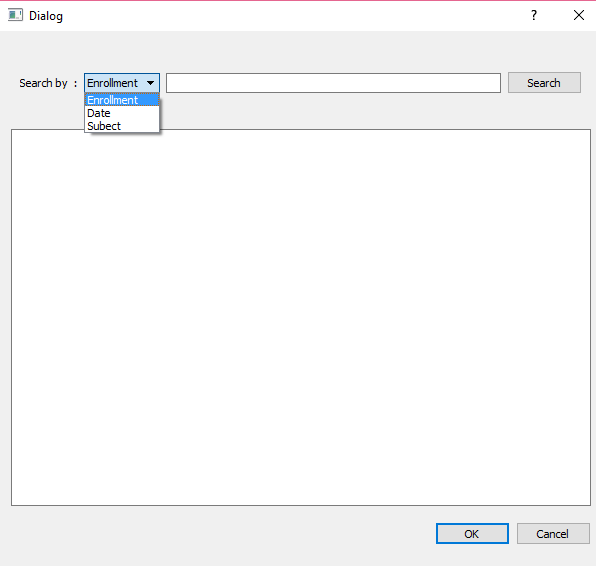 Dialog
?
Search by : Enrollment Search
Enrollment
Date
Subect
OK Cancel